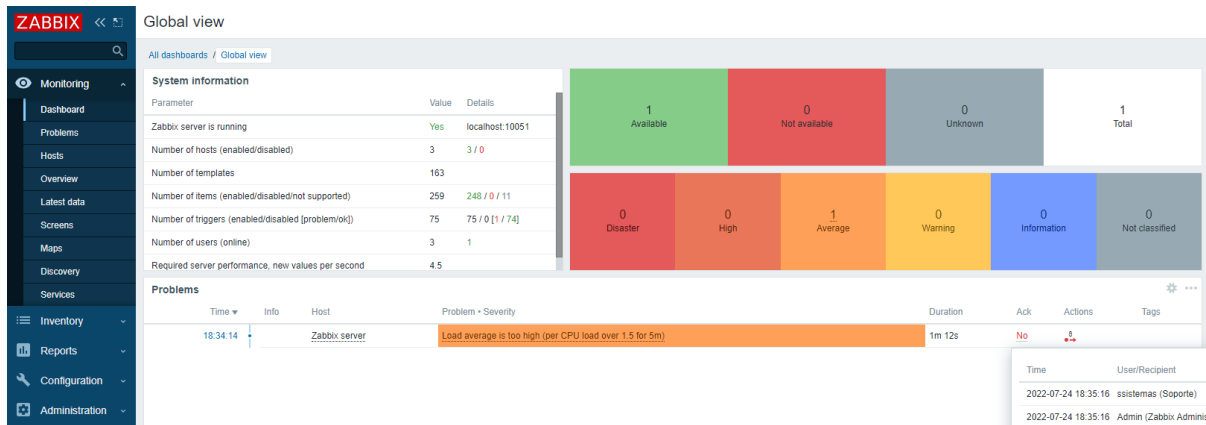 ZABBIX
Global view
All dashboards / Global view
Monitoring
Dashboard
Problems
Hosts
Overview
Latest data
Screens
Maps
Discovery
Services
Inventory
Reports
Configuration
Administration
System information
Parameter Value Details
Zabbix server is running Yes localhost:10051
Number of hosts (enabled/disabled) 3 3 / 0
Number of templates 163
Number of items (enabled/disabled/not supported) 259 248 / 0 / 11
Number of triggers (enabled/disabled [problem/ok]) 75 75 / 0 [1 / 74]
Number of users (online) 3 1
Required server performance, new values per second 4.5
1 0 0 1
Available Not available Unknown Total
0 0 1 0 0 0
Disaster High Average Warning Information Not classified
Problems
Time Info Host Problem • Severity Duration Ack Actions Tags
18:34:14 Zabbix server Load average is too high (per CPU load over 1.5 for 5m) 1m 12s No
Time User/Recipient
2022-07-24 18:35:16 ssistemas (Soporte)
2022-07-24 18:35:16 Admin (Zabbix Adminis